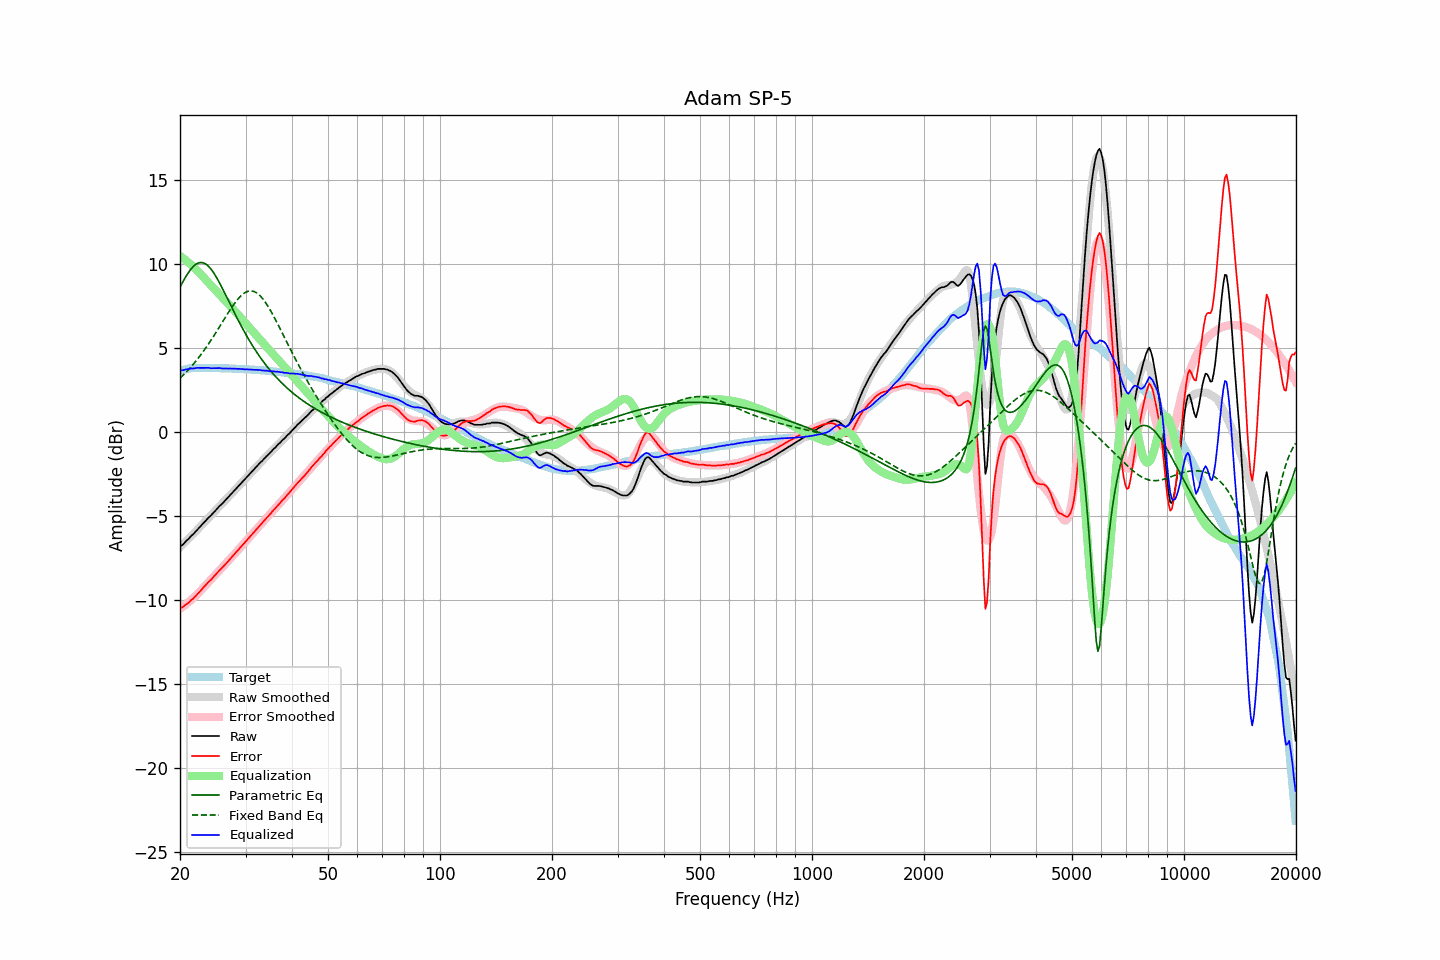 Adam SP-5
Amplitude (dBr)
15
10
5
0
−5
−10
−15
−20
−25
Target
Raw Smoothed
Error Smoothed
Raw
Error
Equalization
Parametric Eq
Fixed Band Eq
Equalized
20
50
100
200
500
1000
2000
5000
10000
20000
Frequency (Hz)